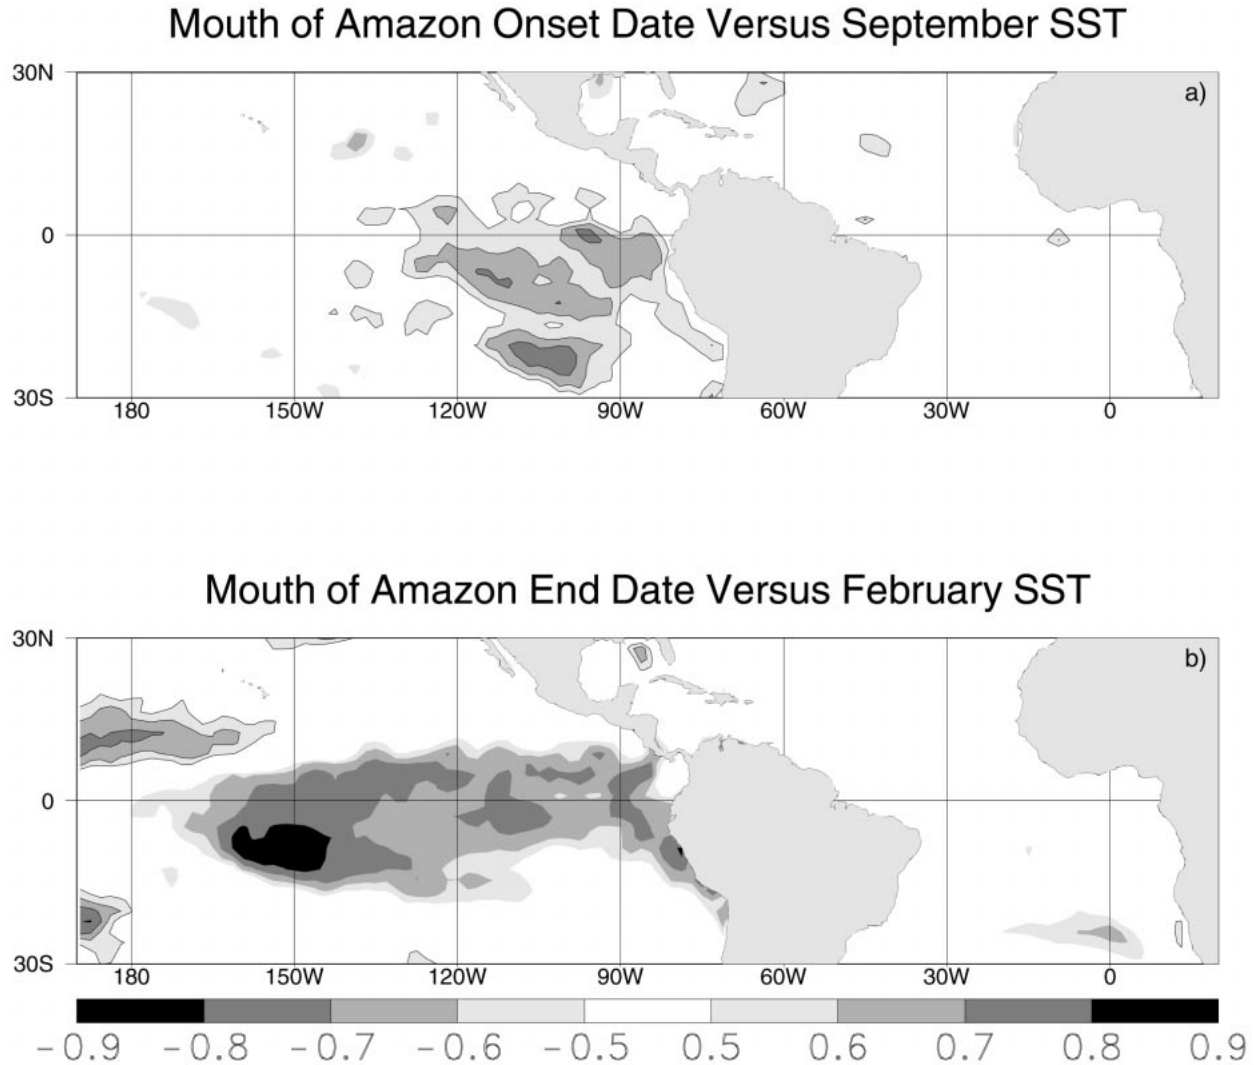 Mouth of Amazon Onset Date Versus September SST
30N
a)
0
30S
180 150W 120W 90W 60W 30W 0
Mouth of Amazon End Date Versus February SST
30N
b)
0
30S
180 150W 120W 90W 60W 30W 0
-0.9 -0.8 -0.7 -0.6 -0.5 0.5 0.6 0.7 0.8 0.9